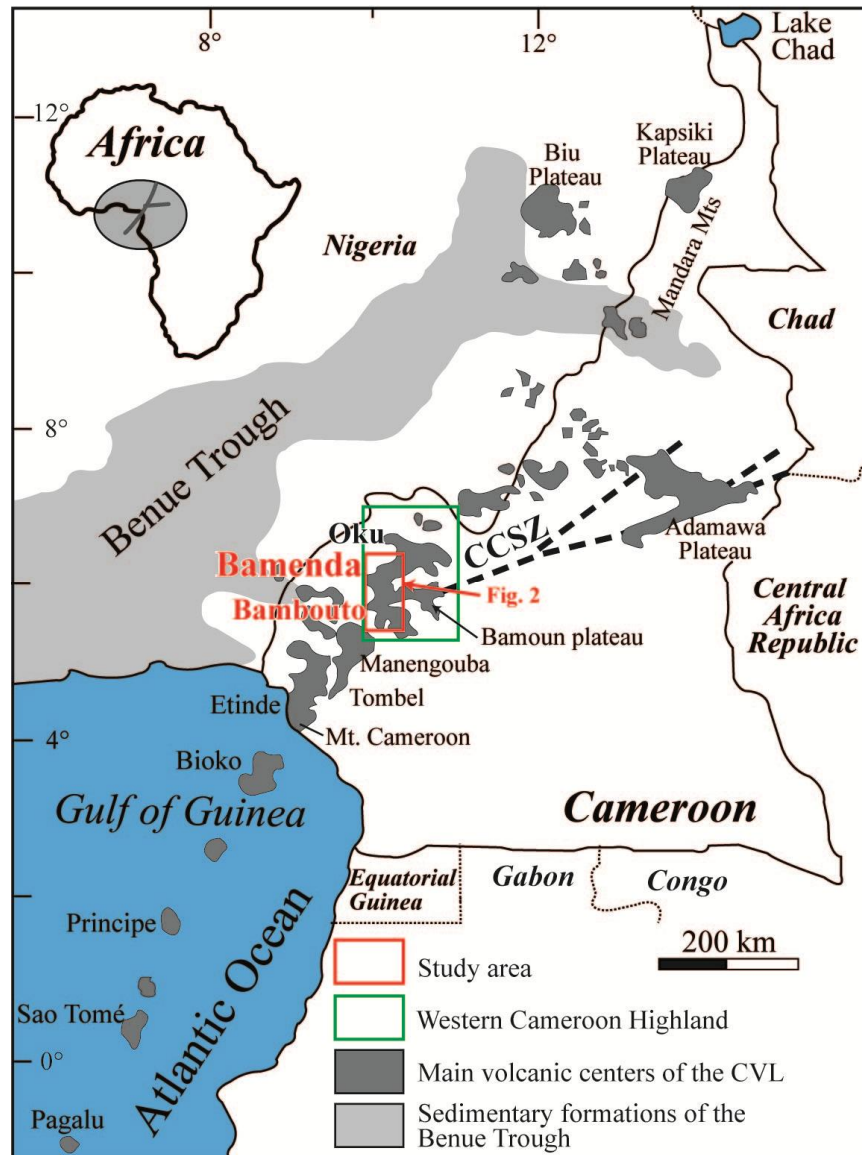 8°
12°
Lake
Chad
12°
Africa
Kapsiki
Plateau
Biu
Plateau
Mandara Mts
Nigeria
Chad
8°
Benue Trough
CCSZ
Oku
Adamawa
Plateau
Bamenda
Fig. 2
Bambouto
Central
Africa
Republic
Bamoun plateau
Manengouba
Etinde
Tombel
Mt. Cameroon
4°
Bioko
Gulf of Guinea
Cameroon
Equatorial
Guinea
Gabon
Congo
Principe
200 km
Atlantic Ocean
Study area
Sao Tomé
Western Cameroon Highland
0°
Main volcanic centers of the CVL
Pagalu
Sedimentary formations of the
Benue Trough